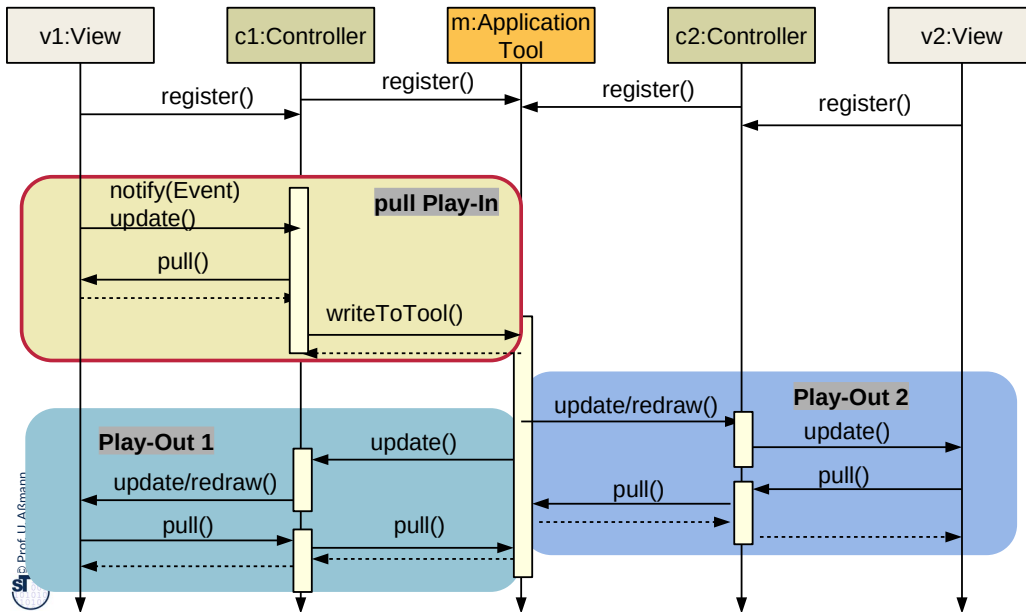 v1:View
c1:Controller
m:Application
Tool
c2:Controller
v2:View
register()
register()
register()
register()
notify(Event)
update()
pull Play-In
pull()
writeToTool()
Play-Out 2
update/redraw()
update()
Play-Out 1
update()
update/redraw()
pull()
pull()
pull()
pull()
© Prof. U. Aßmann
ST